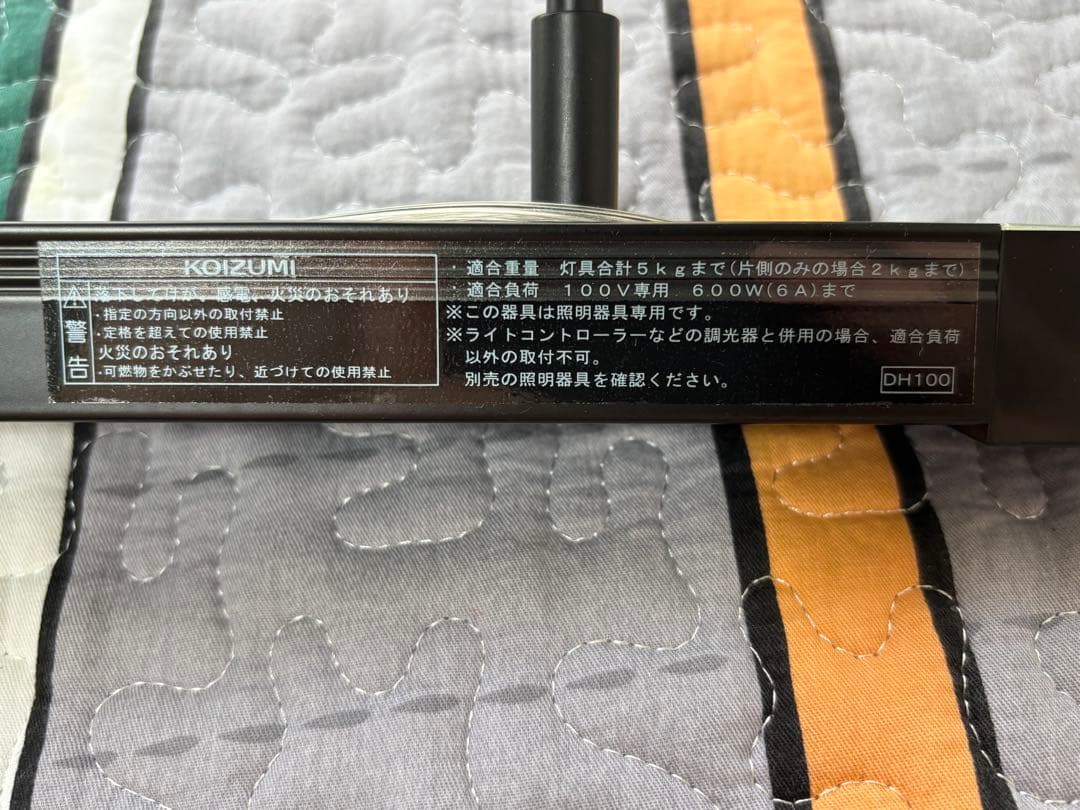 KOIZUMI
警告
落下してけが、感電、火災のおそれあり
・指定の方向以外の取付禁止
・定格を超えての使用禁止
火災のおそれあり
・可燃物をかぶせたり、近づけての使用禁止
・適合重量 灯具合計5kgまで(片側のみの場合2kgまで)
・適合負荷 100V専用 600W(6A)まで
※この器具は照明器具専用です。
※ライトコントローラーなどの調光器と併用の場合、適合負荷
以外の取付不可。
別売の照明器具を確認ください。
DH100